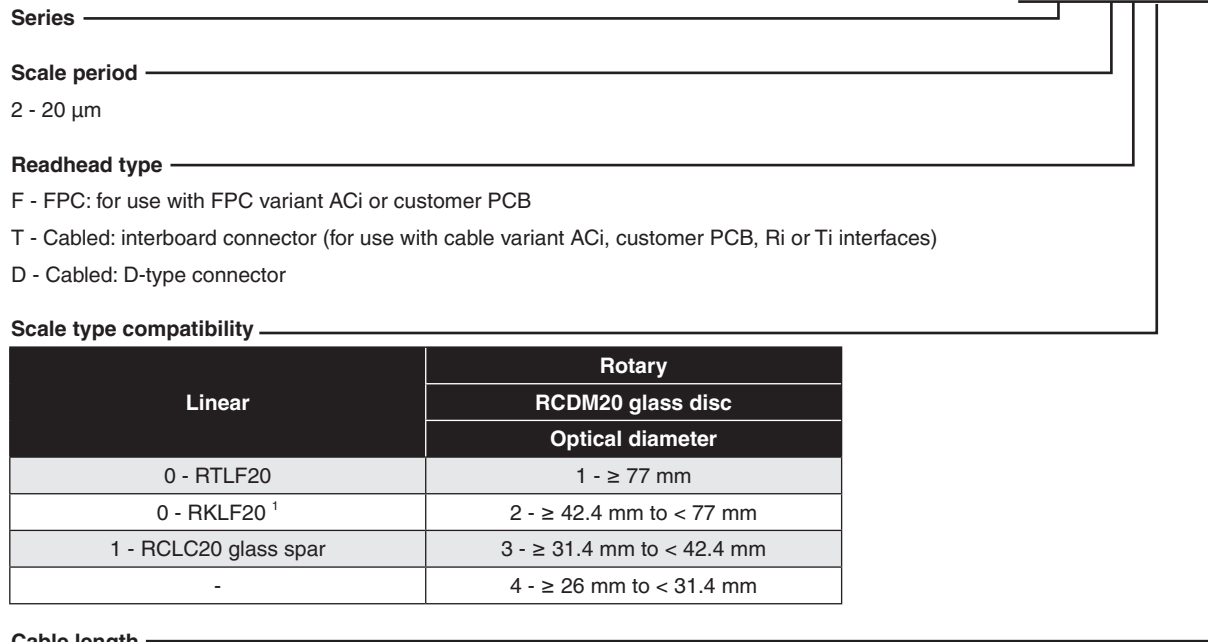 Series
Scale period
2 - 20 µm
Readhead type
F - FPC: for use with FPC variant ACi or customer PCB
T - Cabled: interboard connector (for use with cable variant ACi, customer PCB, Ri or Ti interfaces)
D - Cabled: D-type connector
Scale type compatibility
Linear
Rotary
RCDM20 glass disc
Optical diameter
0 - RTLF20 1 - ≥ 77 mm
0 - RKLF20 1 2 - ≥ 42.4 mm to < 77 mm
1 - RCLC20 glass spar 3 - ≥ 31.4 mm to < 42.4 mm
- 4 - ≥ 26 mm to < 31.4 mm
Cable length